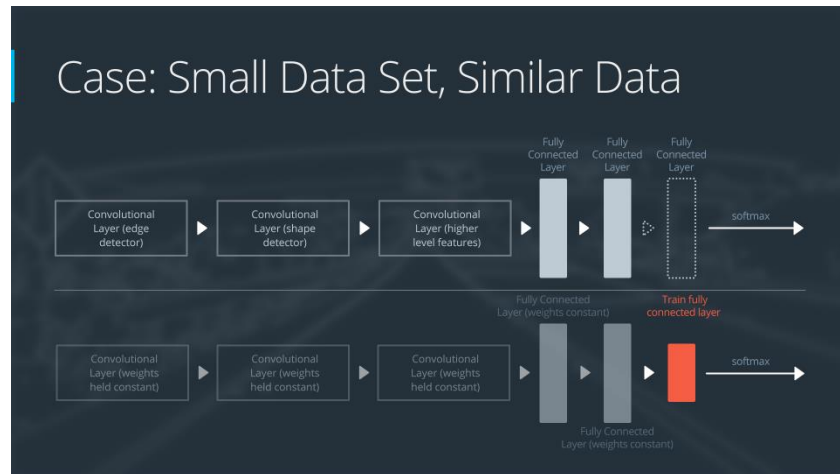 Case: Small Data Set, Similar Data
Fully
Connected
Layer
Fully
Connected
Layer
Fully
Connected
Layer
Convolutional
Layer (edge
detector)
Convolutional
Layer (shape
detector)
Convolutional
Layer (higher
level features)
softmax
Fully Connected
Layer (weights constant)
Train fully
connected layer
Convolutional
Layer (weights
held constant)
Convolutional
Layer (weights
held constant)
Convolutional
Layer (weights
held constant)
softmax
Fully Connected
Layer (weights constant)